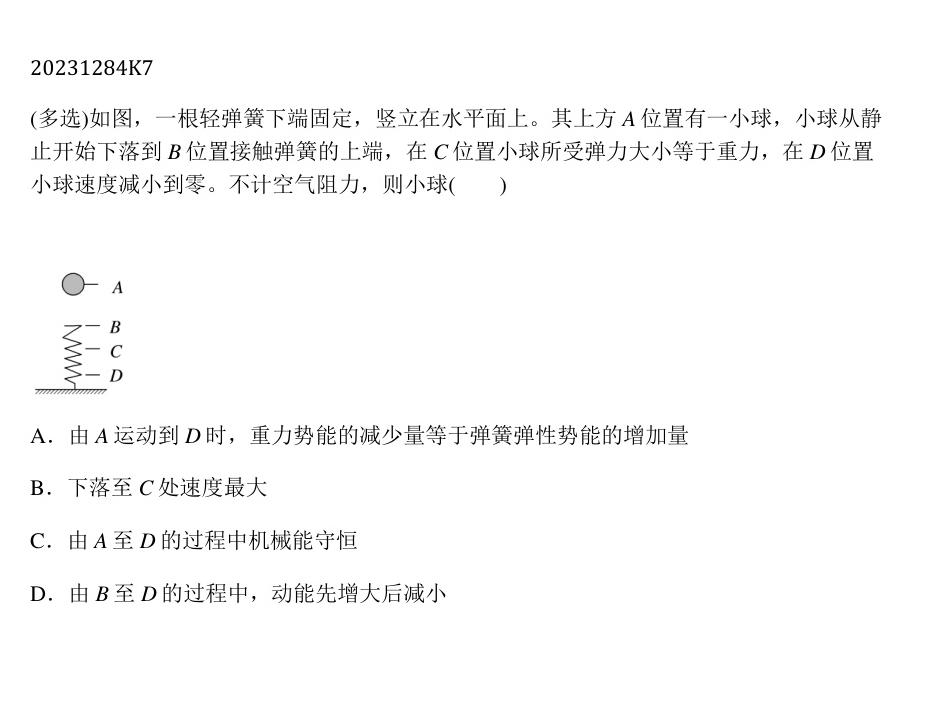 20231284K7
(多选)如图，一根轻弹簧下端固定，竖立在水平面上。其上方 A 位置有一小球，小球从静
止开始下落到 B 位置接触弹簧的上端，在 C 位置小球所受弹力大小等于重力，在 D 位置
小球速度减小到零。不计空气阻力，则小球(　　)
A
B
C
D
A．由 A 运动到 D 时，重力势能的减少量等于弹簧弹性势能的增加量
B．下落至 C 处速度最大
C．由 A 至 D 的过程中机械能守恒
D．由 B 至 D 的过程中，动能先增大后减小